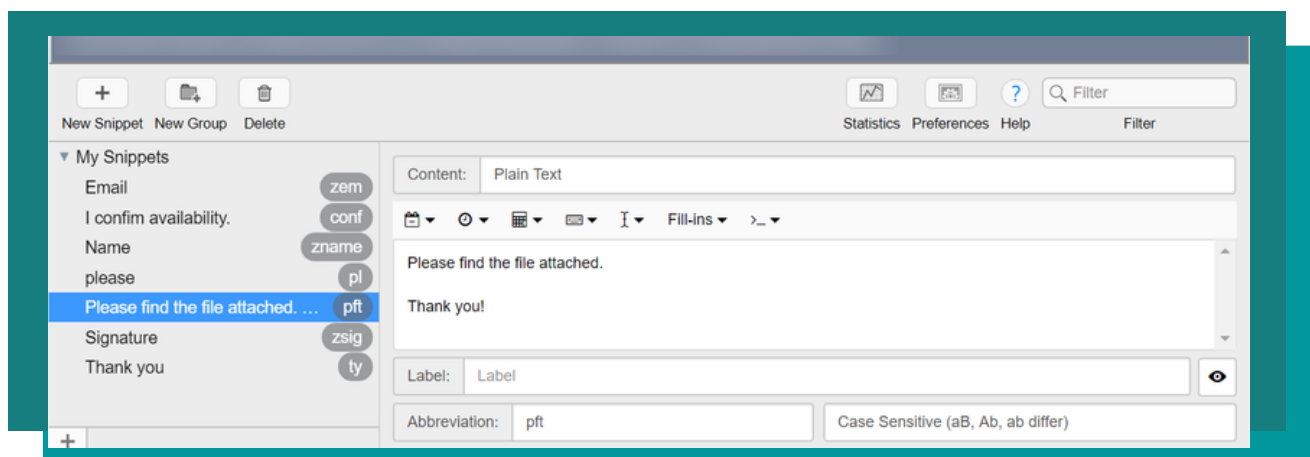 New Snippet New Group Delete
Statistics Preferences Help ? Filter
Filter
My Snippets
Email zem
I confim availability. conf
Name zname
please pl
Please find the file attached. ... pft
Signature zsig
Thank you ty
Content: Plain Text
Fill-ins
Please find the file attached.
Thank you!
Label: Label
Abbreviation: pft Case Sensitive (aB, Ab, ab differ)